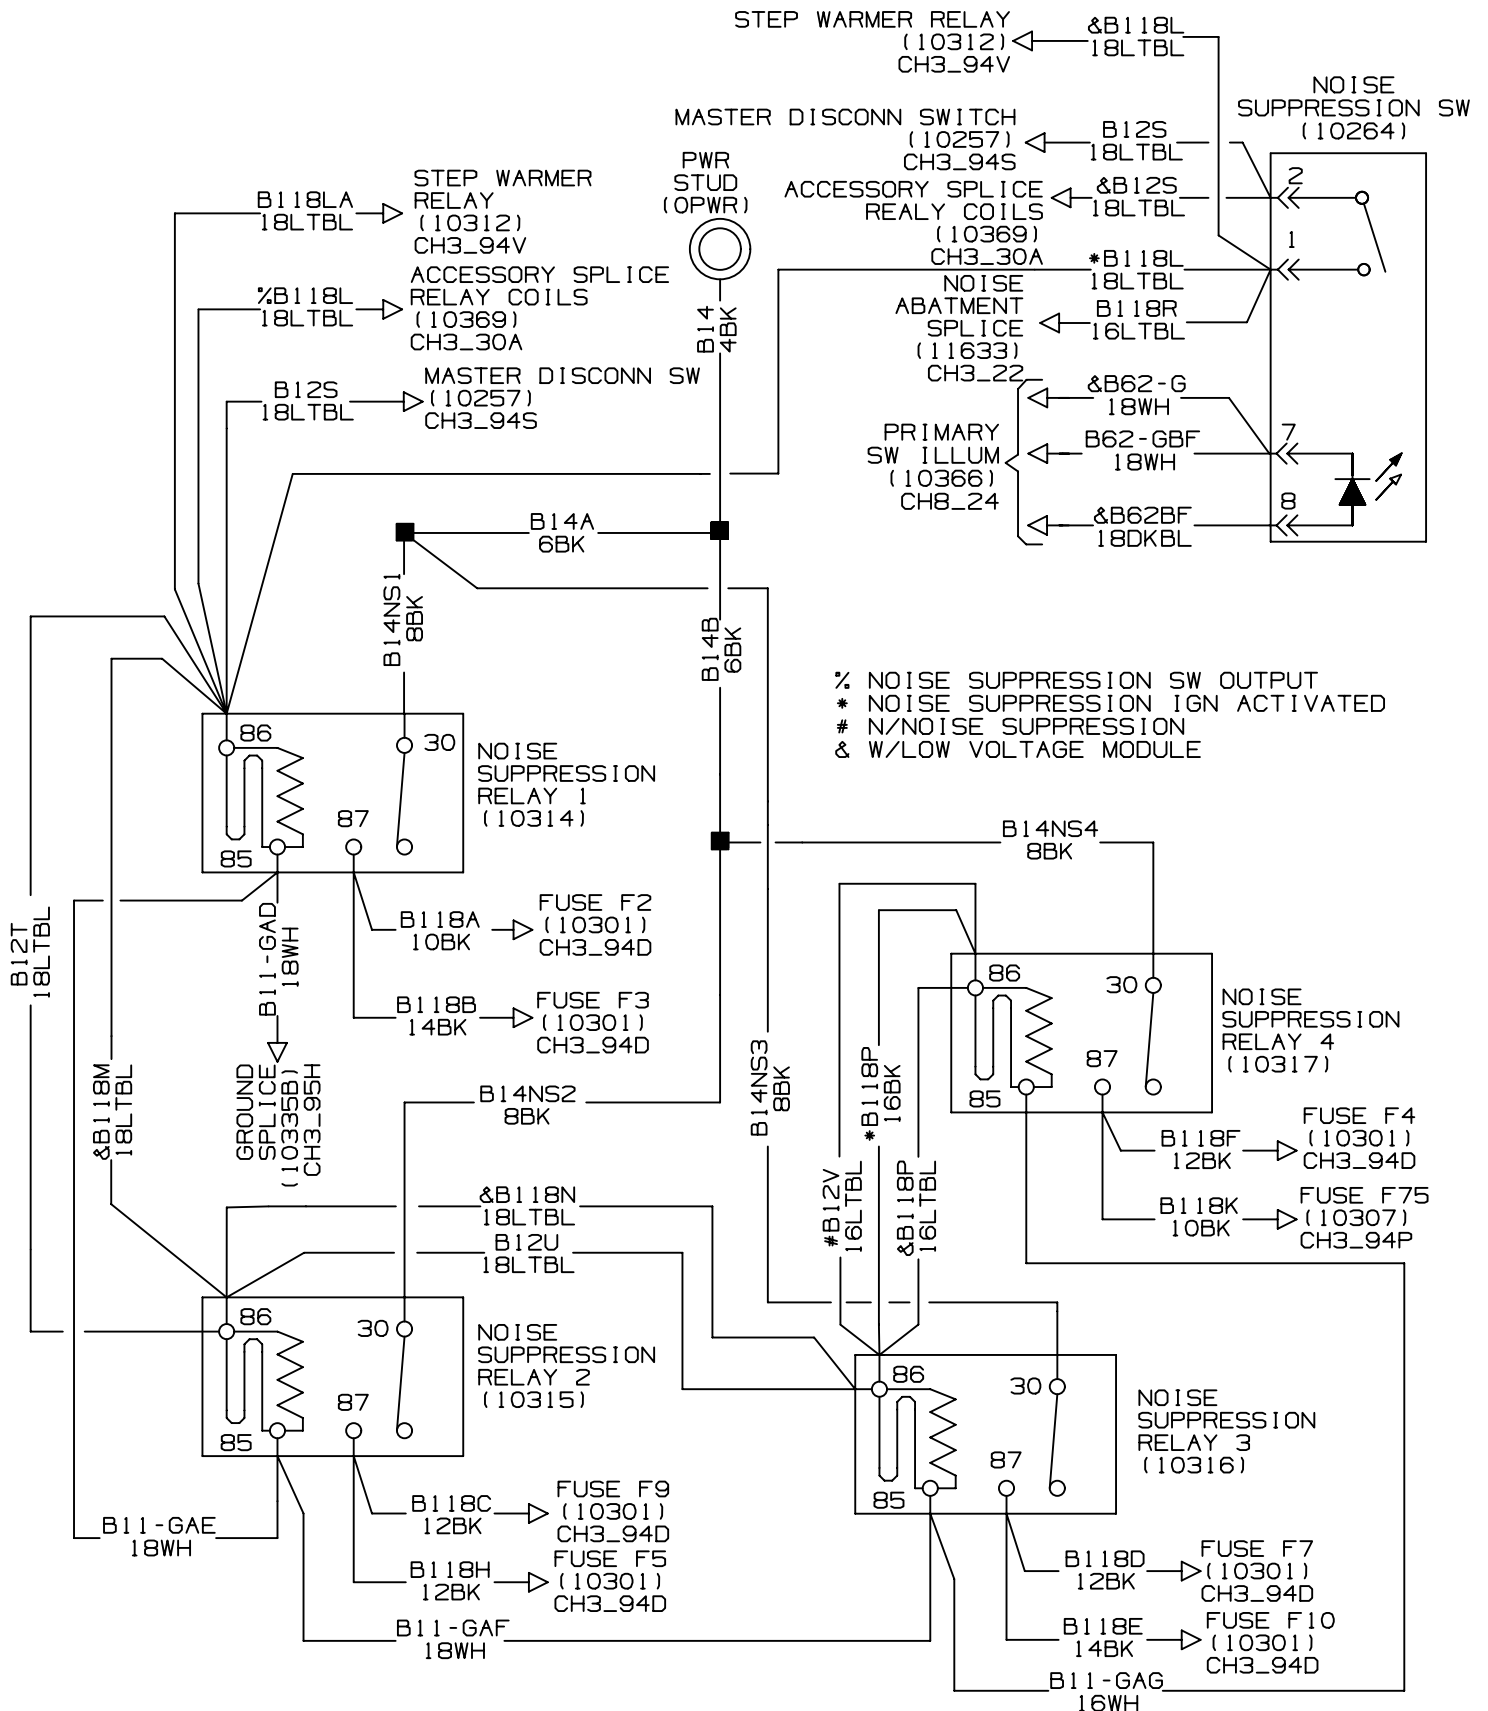 STEP WARMER RELAY
(10312)
CH3_94V
&B118L
18LTBL
NOISE
SUPPRESSION SW
(10264)
MASTER DISCONN SWITCH
(10257)
CH3_94S
B12S
18LTBL
2
ACCESSORY SPLICE
REALY COILS
(10369)
CH3_30A
&B12S
18LTBL
1
*B118L
18LTBL
NOISE
ABATMENT
SPLICE
(11633)
CH3_22
B118R
16LTBL
&B62-G
18WH
7
PRIMARY
SW ILLUM
(10366)
CH8_24
B62-GBF
18WH
8
&B62BF
18DKBL
PWR
STUD
(OPWR)
B14
4BK
B118LA
18LTBL
STEP WARMER
RELAY
(10312)
CH3_94V
%B118L
18LTBL
ACCESSORY SPLICE
RELAY COILS
(10369)
CH3_30A
B12S
18LTBL
MASTER DISCONN SW
(10257)
CH3_94S
B14A
6BK
B14NS1
8BK
B14B
6BK
% NOISE SUPPRESSION SW OUTPUT
* NOISE SUPPRESSION IGN ACTIVATED
# N/NOISE SUPPRESSION
& W/LOW VOLTAGE MODULE
86
30
87
85
NOISE
SUPPRESSION
RELAY 1
(10314)
B12T
18LTBL
B11-GAD
18WH
GROUND
SPLICE
(10335B)
CH3_95H
B118A
10BK
FUSE F2
(10301)
CH3_94D
B118B
14BK
FUSE F3
(10301)
CH3_94D
&B118M
18LTBL
B14NS2
8BK
B14NS3
8BK
B14NS4
8BK
86
30
87
85
NOISE
SUPPRESSION
RELAY 4
(10317)
*B118P
16BK
#B12V
16LTBL
&B118P
16LTBL
B118F
12BK
FUSE F4
(10301)
CH3_94D
B118K
10BK
FUSE F75
(10307)
CH3_94P
&B118N
18LTBL
B12U
18LTBL
86
30
87
85
NOISE
SUPPRESSION
RELAY 2
(10315)
86
30
87
85
NOISE
SUPPRESSION
RELAY 3
(10316)
B118C
12BK
FUSE F9
(10301)
CH3_94D
B11-GAE
18WH
B118H
12BK
FUSE F5
(10301)
CH3_94D
B11-GAF
18WH
B118D
12BK
FUSE F7
(10301)
CH3_94D
B118E
14BK
FUSE F10
(10301)
CH3_94D
B11-GAG
16WH